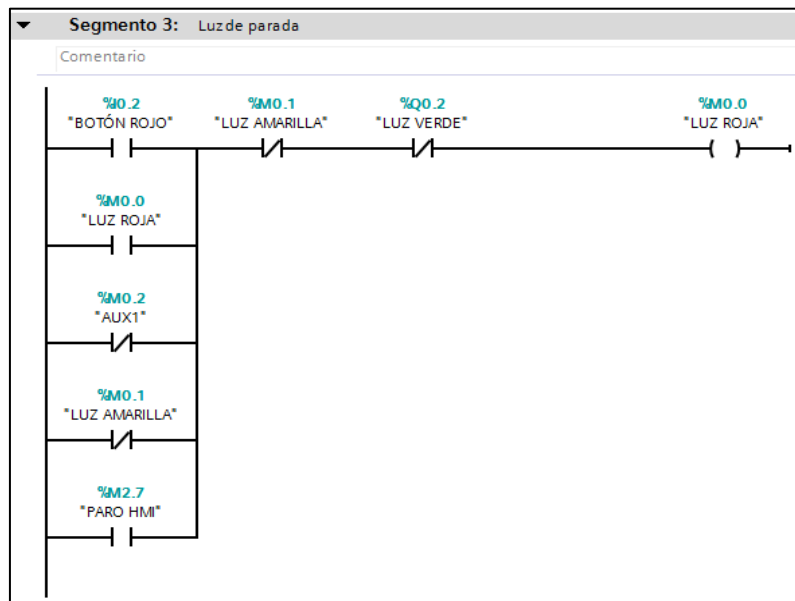 Segmento 3: Luz de parada
Comentario
%I0.2 %M0.1 %Q0.2 %M0.0
"BOTÓN ROJO" "LUZ AMARILLA" "LUZ VERDE" "LUZ ROJA"
%M0.0
"LUZ ROJA"
%M0.2
"AUX1"
%M0.1
"LUZ AMARILLA"
%M2.7
"PARO HMI"